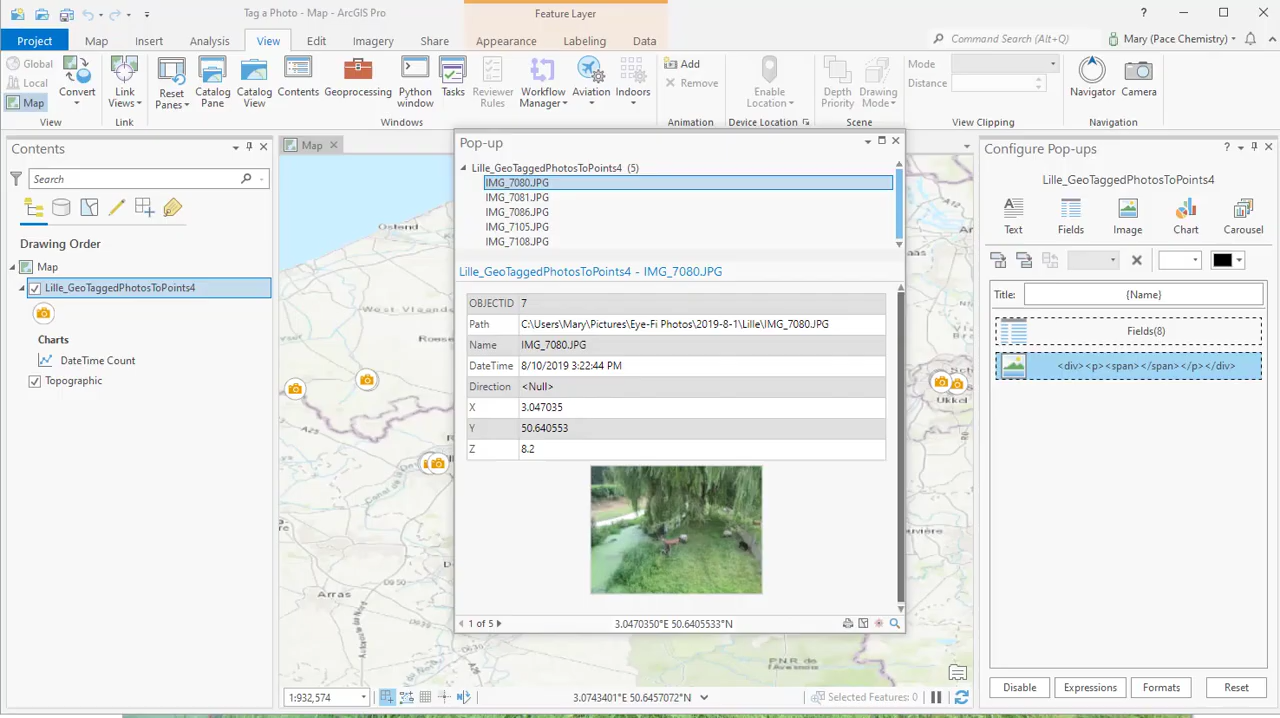 Tag a Photo - Map - ArcGIS Pro
Feature Layer
?
Project
Map
Insert
Analysis
View
Edit
Imagery
Share
Appearance
Labeling
Data
Command Search (Alt+Q)
Mary (Pace Chemistry)
Global
Local
Map
Convert
Link Views
Reset Panes
Catalog Pane
Catalog View
Contents
Geoprocessing
Python window
Tasks
Reviewer Rules
Workflow Manager
Aviation
Indoors
Add
Remove
Enable Location
Depth Priority
Drawing Mode
Mode
Distance
Navigator
Camera
View
Link
Windows
Animation
Device Location
Scene
View Clipping
Navigation
Contents
Search
Drawing Order
Map
Lille_GeoTaggedPhotosToPoints4
Charts
DateTime Count
Topographic
Map
Ostend
West-Vlaanderen
Arras
P.N.R. de
1:932,574
3.0743401°E 50.6457072°N
Selected Features: 0
Pop-up
Lille_GeoTaggedPhotosToPoints4 (5)
IMG_7080.JPG
IMG_7081.JPG
IMG_7086.JPG
IMG_7105.JPG
IMG_7108.JPG
Lille_GeoTaggedPhotosToPoints4 - IMG_7080.JPG
OBJECTID 7
Path C:\Users\Mary\Pictures\Eye-Fi Photos\2019-8-1\Lille\IMG_7080.JPG
Name IMG_7080.JPG
DateTime 8/10/2019 3:22:44 PM
Direction <Null>
X 3.047035
Y 50.640553
Z 8.2
1 of 5
3.0470350°E 50.6405533°N
Configure Pop-ups
?
Lille_GeoTaggedPhotosToPoints4
Text
Fields
Image
Chart
Carousel
Title: {Name}
Fields(8)
<div><p><span></span></p></div>
Ukkel
Disable
Expressions
Formats
Reset